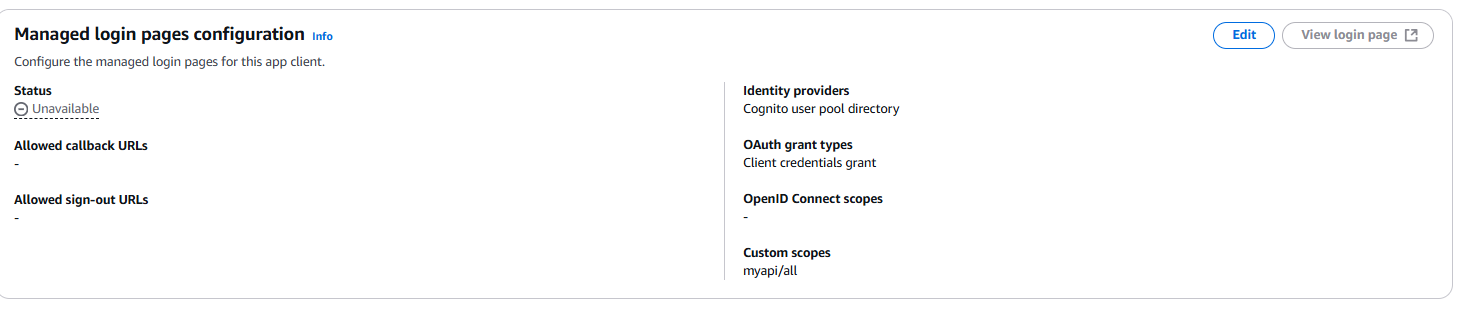 Managed login pages configuration Info
Edit
View login page
Configure the managed login pages for this app client.
Status
Unavailable
Allowed callback URLs
-
Allowed sign-out URLs
-
Identity providers
Cognito user pool directory
OAuth grant types
Client credentials grant
OpenID Connect scopes
-
Custom scopes
myapi/all